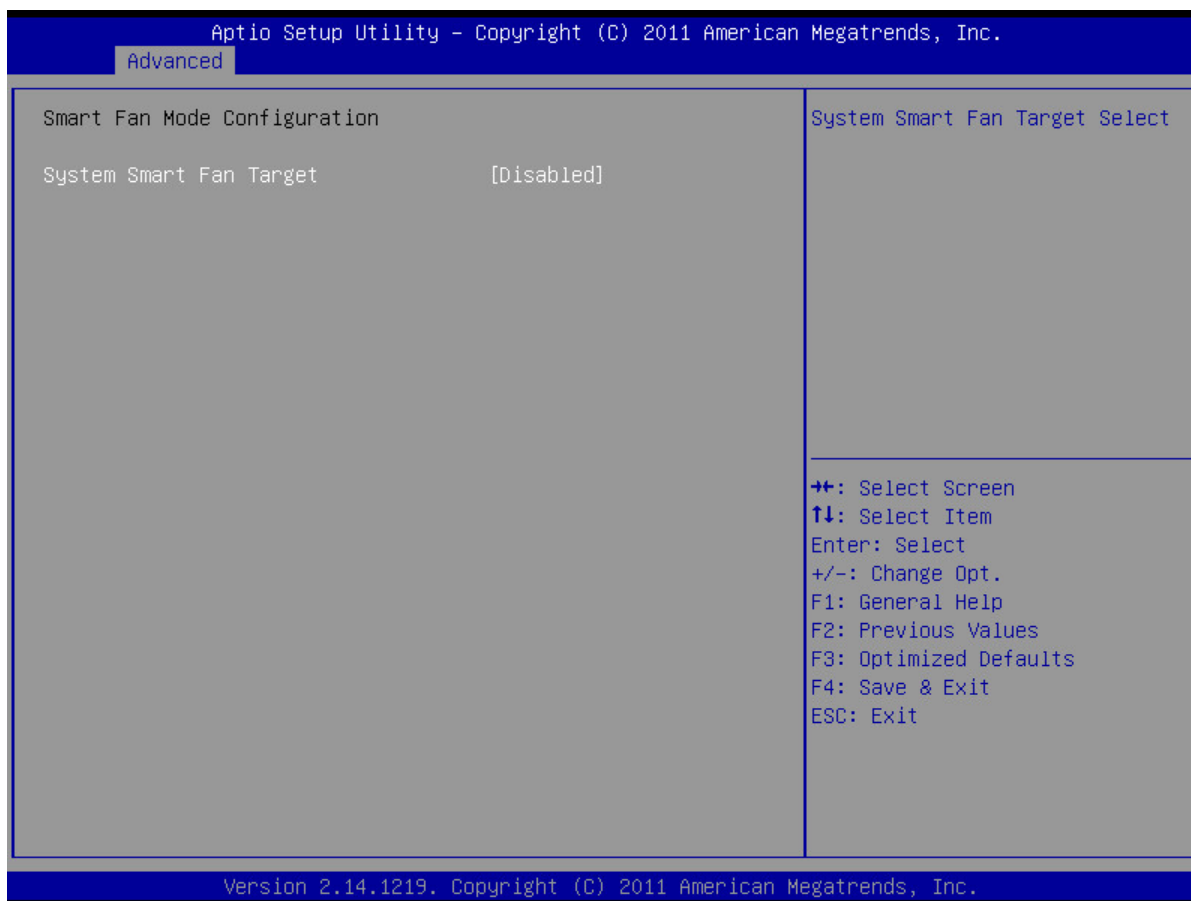 Aptio Setup Utility – Copyright (C) 2011 American Megatrends, Inc.
Advanced
Smart Fan Mode Configuration
System Smart Fan Target [Disabled]
System Smart Fan Target Select
→←: Select Screen
↑↓: Select Item
Enter: Select
+/-: Change Opt.
F1: General Help
F2: Previous Values
F3: Optimized Defaults
F4: Save & Exit
ESC: Exit
Version 2.14.1219. Copyright (C) 2011 American Megatrends, Inc.